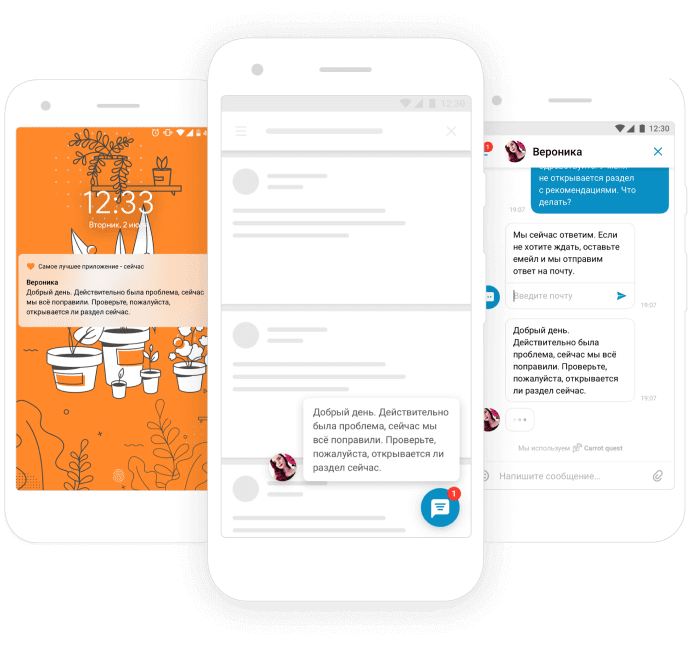 12:33
Вторник, 2 июл
Самое лучшее приложение - сейчас
Вероника
Добрый день. Действительно была проблема, сейчас
мы всё поправили. Проверьте, пожалуйста,
открывается ли раздел сейчас.
12:30
Добрый день. Действительно
была проблема, сейчас мы
всё поправили. Проверьте,
пожалуйста, открывается ли
раздел сейчас.
1
12:30
1
Вероника
не открывается раздел
с рекомендациями. Что
делать?
19:07
Мы сейчас ответим. Если
не хотите ждать, оставьте
емейл и мы отправим
ответ на почту.
Введите почту
19:07
Добрый день.
Действительно была
проблема, сейчас мы всё
поправили. Проверьте,
пожалуйста, открывается
ли раздел сейчас.
19:07
Мы используем Carrot quest
Напишите сообщение...